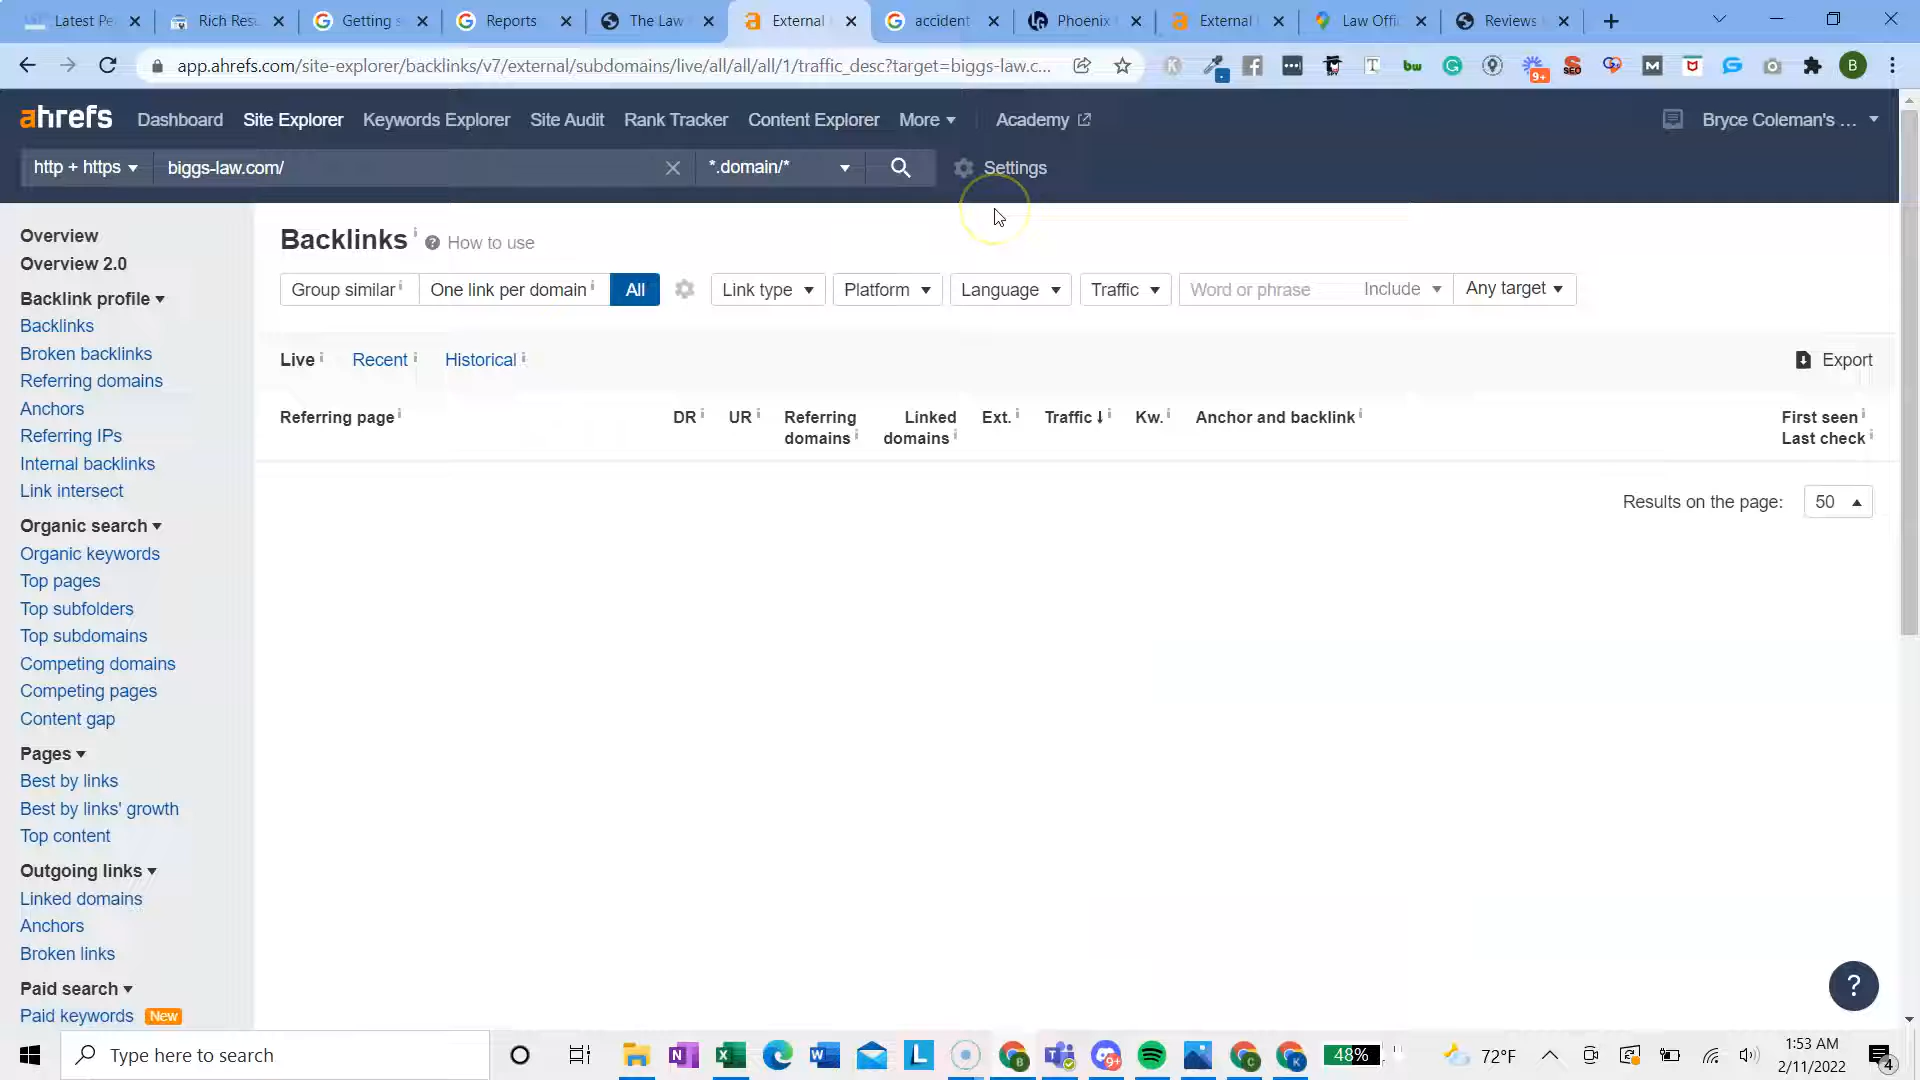 Latest Pe
Rich Res
Getting s
Reports
The Law
External
accident
Phoenix
External
Law Offi
Reviews
app.ahrefs.com/site-explorer/backlinks/v7/external/subdomains/live/all/all/all/1/traffic_desc?target=biggs-law.c...
bw
9+
SEO
M
B
ahrefs
Dashboard
Site Explorer
Keywords Explorer
Site Audit
Rank Tracker
Content Explorer
More
Academy
Bryce Coleman's ...
http + https
biggs-law.com/
*.domain/*
Settings
Overview
Overview 2.0
Backlink profile
Backlinks
Broken backlinks
Referring domains
Anchors
Referring IPs
Internal backlinks
Link intersect
Organic search
Organic keywords
Top pages
Top subfolders
Top subdomains
Competing domains
Competing pages
Content gap
Pages
Best by links
Best by links' growth
Top content
Outgoing links
Linked domains
Anchors
Broken links
Paid search
Paid keywords New
Backlinks i
? How to use
Group similar i
One link per domain i
All
Link type
Platform
Language
Traffic
Word or phrase
Include
Any target
Live i
Recent i
Historical i
Export
Referring page i
DR i
UR i
Referring
domains i
Linked
domains i
Ext. i
Traffic ↓ i
Kw. i
Anchor and backlink i
First seen i
Last check i
Results on the page: 50
?
Type here to search
48%
72°F
1:53 AM
2/11/2022
4